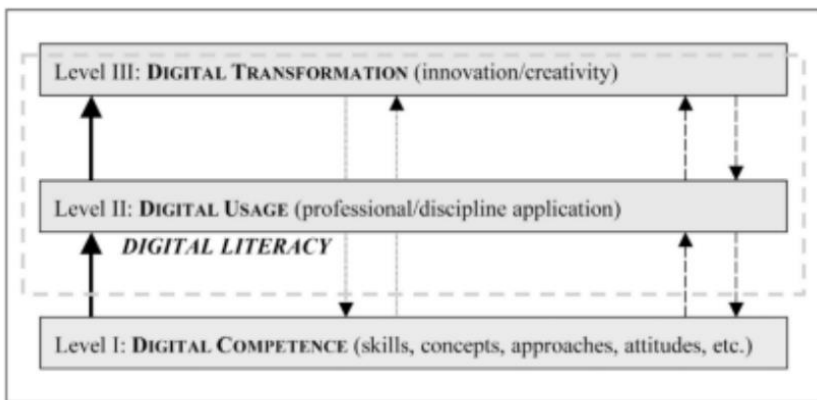 Level III: DIGITAL TRANSFORMATION (innovation/creativity)
Level II: DIGITAL USAGE (professional/discipline application)
DIGITAL LITERACY
Level I: DIGITAL COMPETENCE (skills, concepts, approaches, attitudes, etc.)